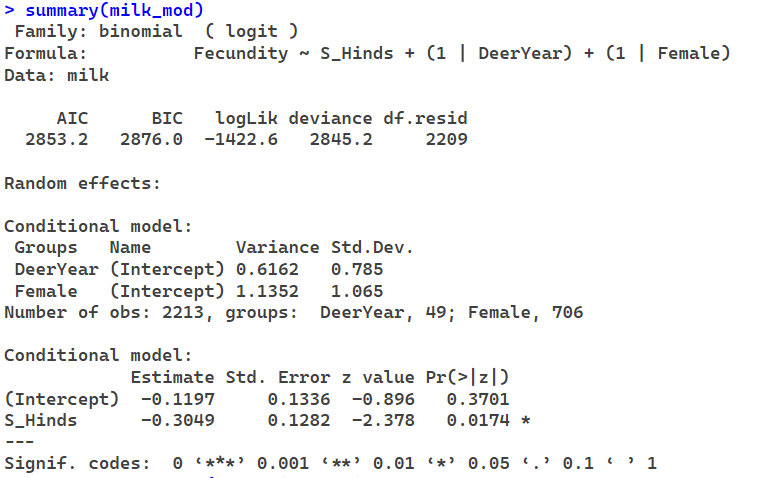 > summary(milk_mod)
 Family: binomial  ( logit )
Formula:          Fecundity ~ S_Hinds + (1 | DeerYear) + (1 | Female)
Data: milk

     AIC      BIC   logLik deviance df.resid
  2853.2   2876.0  -1422.6   2845.2     2209

Random effects:

Conditional model:
 Groups   Name        Variance Std.Dev.
 DeerYear (Intercept) 0.6162   0.785
 Female   (Intercept) 1.1352   1.065
Number of obs: 2213, groups:  DeerYear, 49; Female, 706

Conditional model:
            Estimate Std. Error z value Pr(>|z|)
(Intercept)  -0.1197     0.1336  -0.896   0.3701
S_Hinds      -0.3049     0.1282  -2.378   0.0174 *
---
Signif. codes:  0 ‘***’ 0.001 ‘**’ 0.01 ‘*’ 0.05 ‘.’ 0.1 ‘ ’ 1